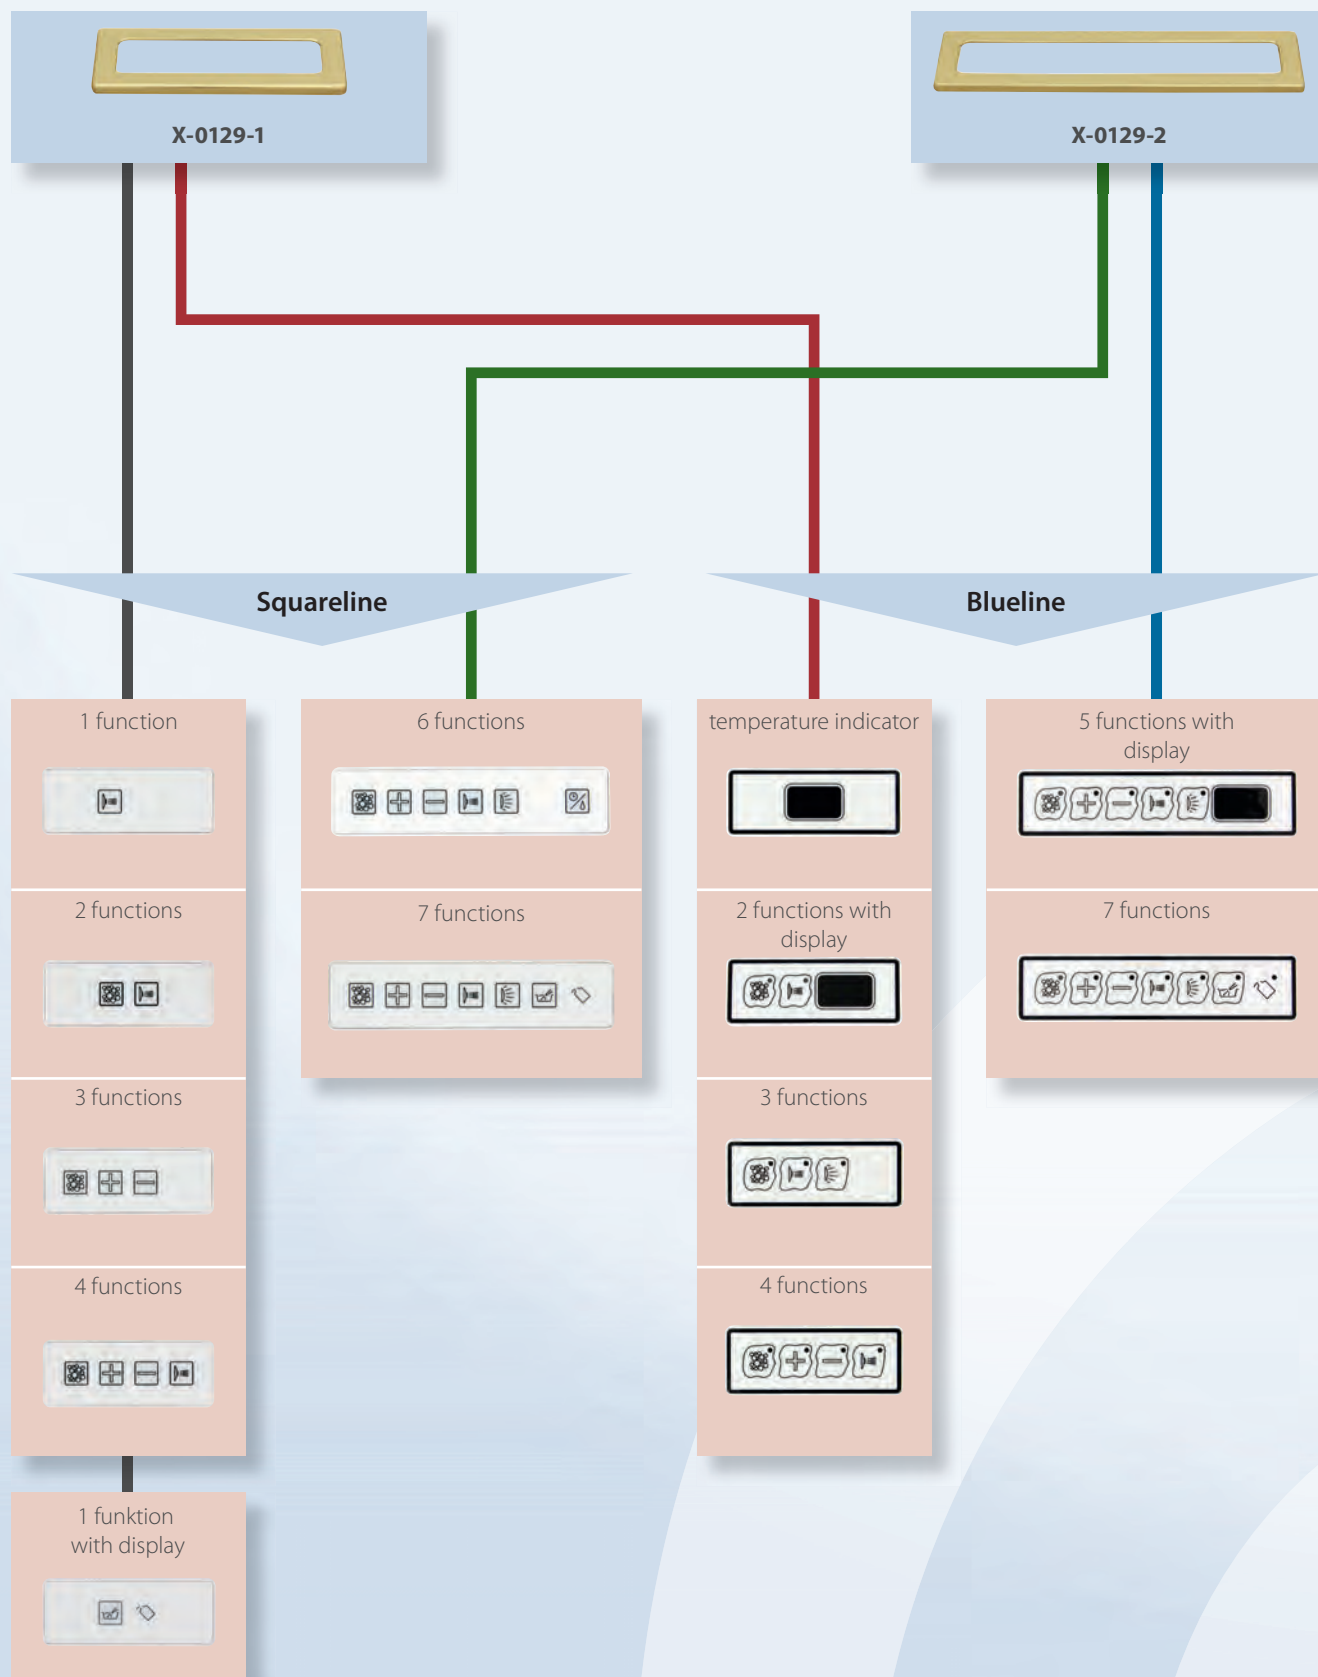 X-0129-1
X-0129-2
Squareline
Blueline
1 function
2 functions
3 functions
4 functions
1 funktion
with display
6 functions
7 functions
temperature indicator
2 functions with
display
3 functions
4 functions
5 functions with
display
7 functions